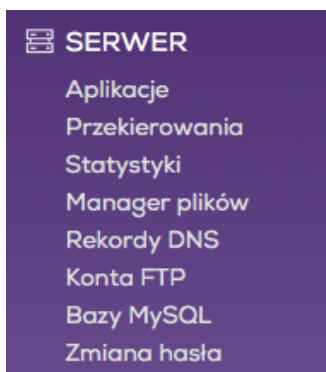 SERWER
Aplikacje
Przekierowania
Statystyki
Manager plików
Rekordy DNS
Konta FTP
Bazy MySQL
Zmiana hasła